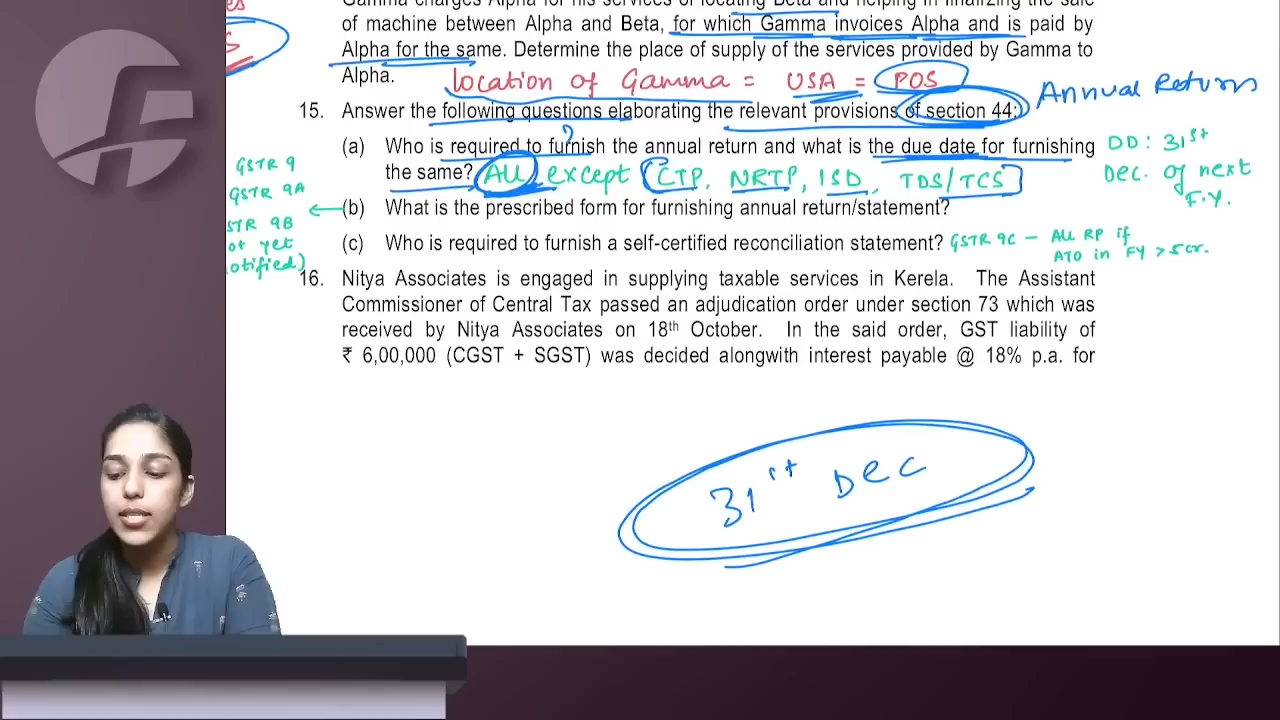 Gamma charges Alpha for his services of locating Beta and helping in finalizing the sale
of machine between Alpha and Beta, for which Gamma invoices Alpha and is paid by
Alpha for the same. Determine the place of supply of the services provided by Gamma to
Alpha.
location of Gamma = USA = POS
Annual Return
15. Answer the following questions elaborating the relevant provisions of section 44:
(a) Who is required to furnish the annual return and what is the due date for furnishing
the same? ALL except [CTP, NRTP, ISD, TDS/TCS]
DD: 31st
Dec. of next
F.Y.
GSTR 9
GSTR 9A
STR 9B
ot yet
otified)
(b) What is the prescribed form for furnishing annual return/statement?
(c) Who is required to furnish a self-certified reconciliation statement? GSTR 9C - ALL RP if
ATO in FY > 5 cr.
16. Nitya Associates is engaged in supplying taxable services in Kerela. The Assistant
Commissioner of Central Tax passed an adjudication order under section 73 which was
received by Nitya Associates on 18th October. In the said order, GST liability of
₹ 6,00,000 (CGST + SGST) was decided alongwith interest payable @ 18% p.a. for
31st Dec